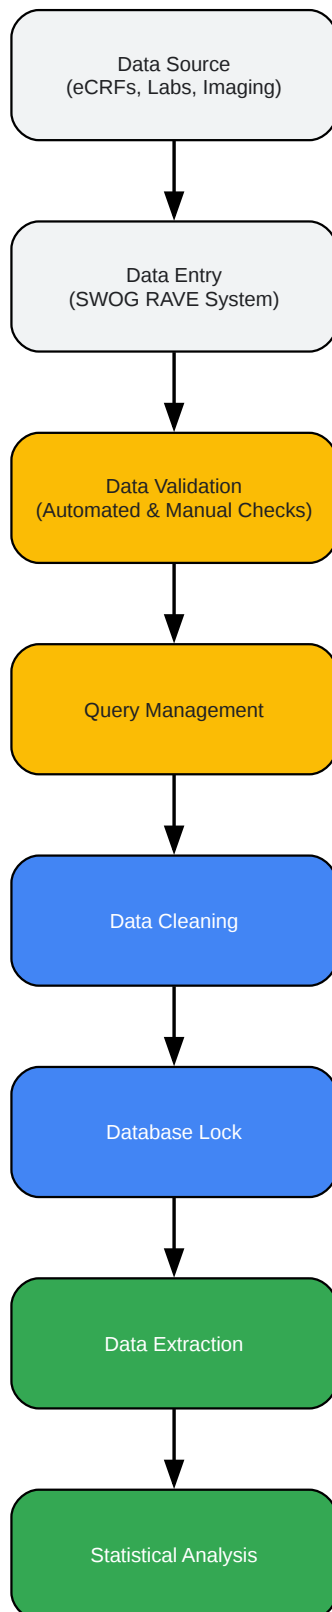 Data Source
(eCRFs, Labs, Imaging)
Data Entry
(SWOG RAVE System)
Data Validation
(Automated & Manual Checks)
Query Management
Data Cleaning
Database Lock
Data Extraction
Statistical Analysis